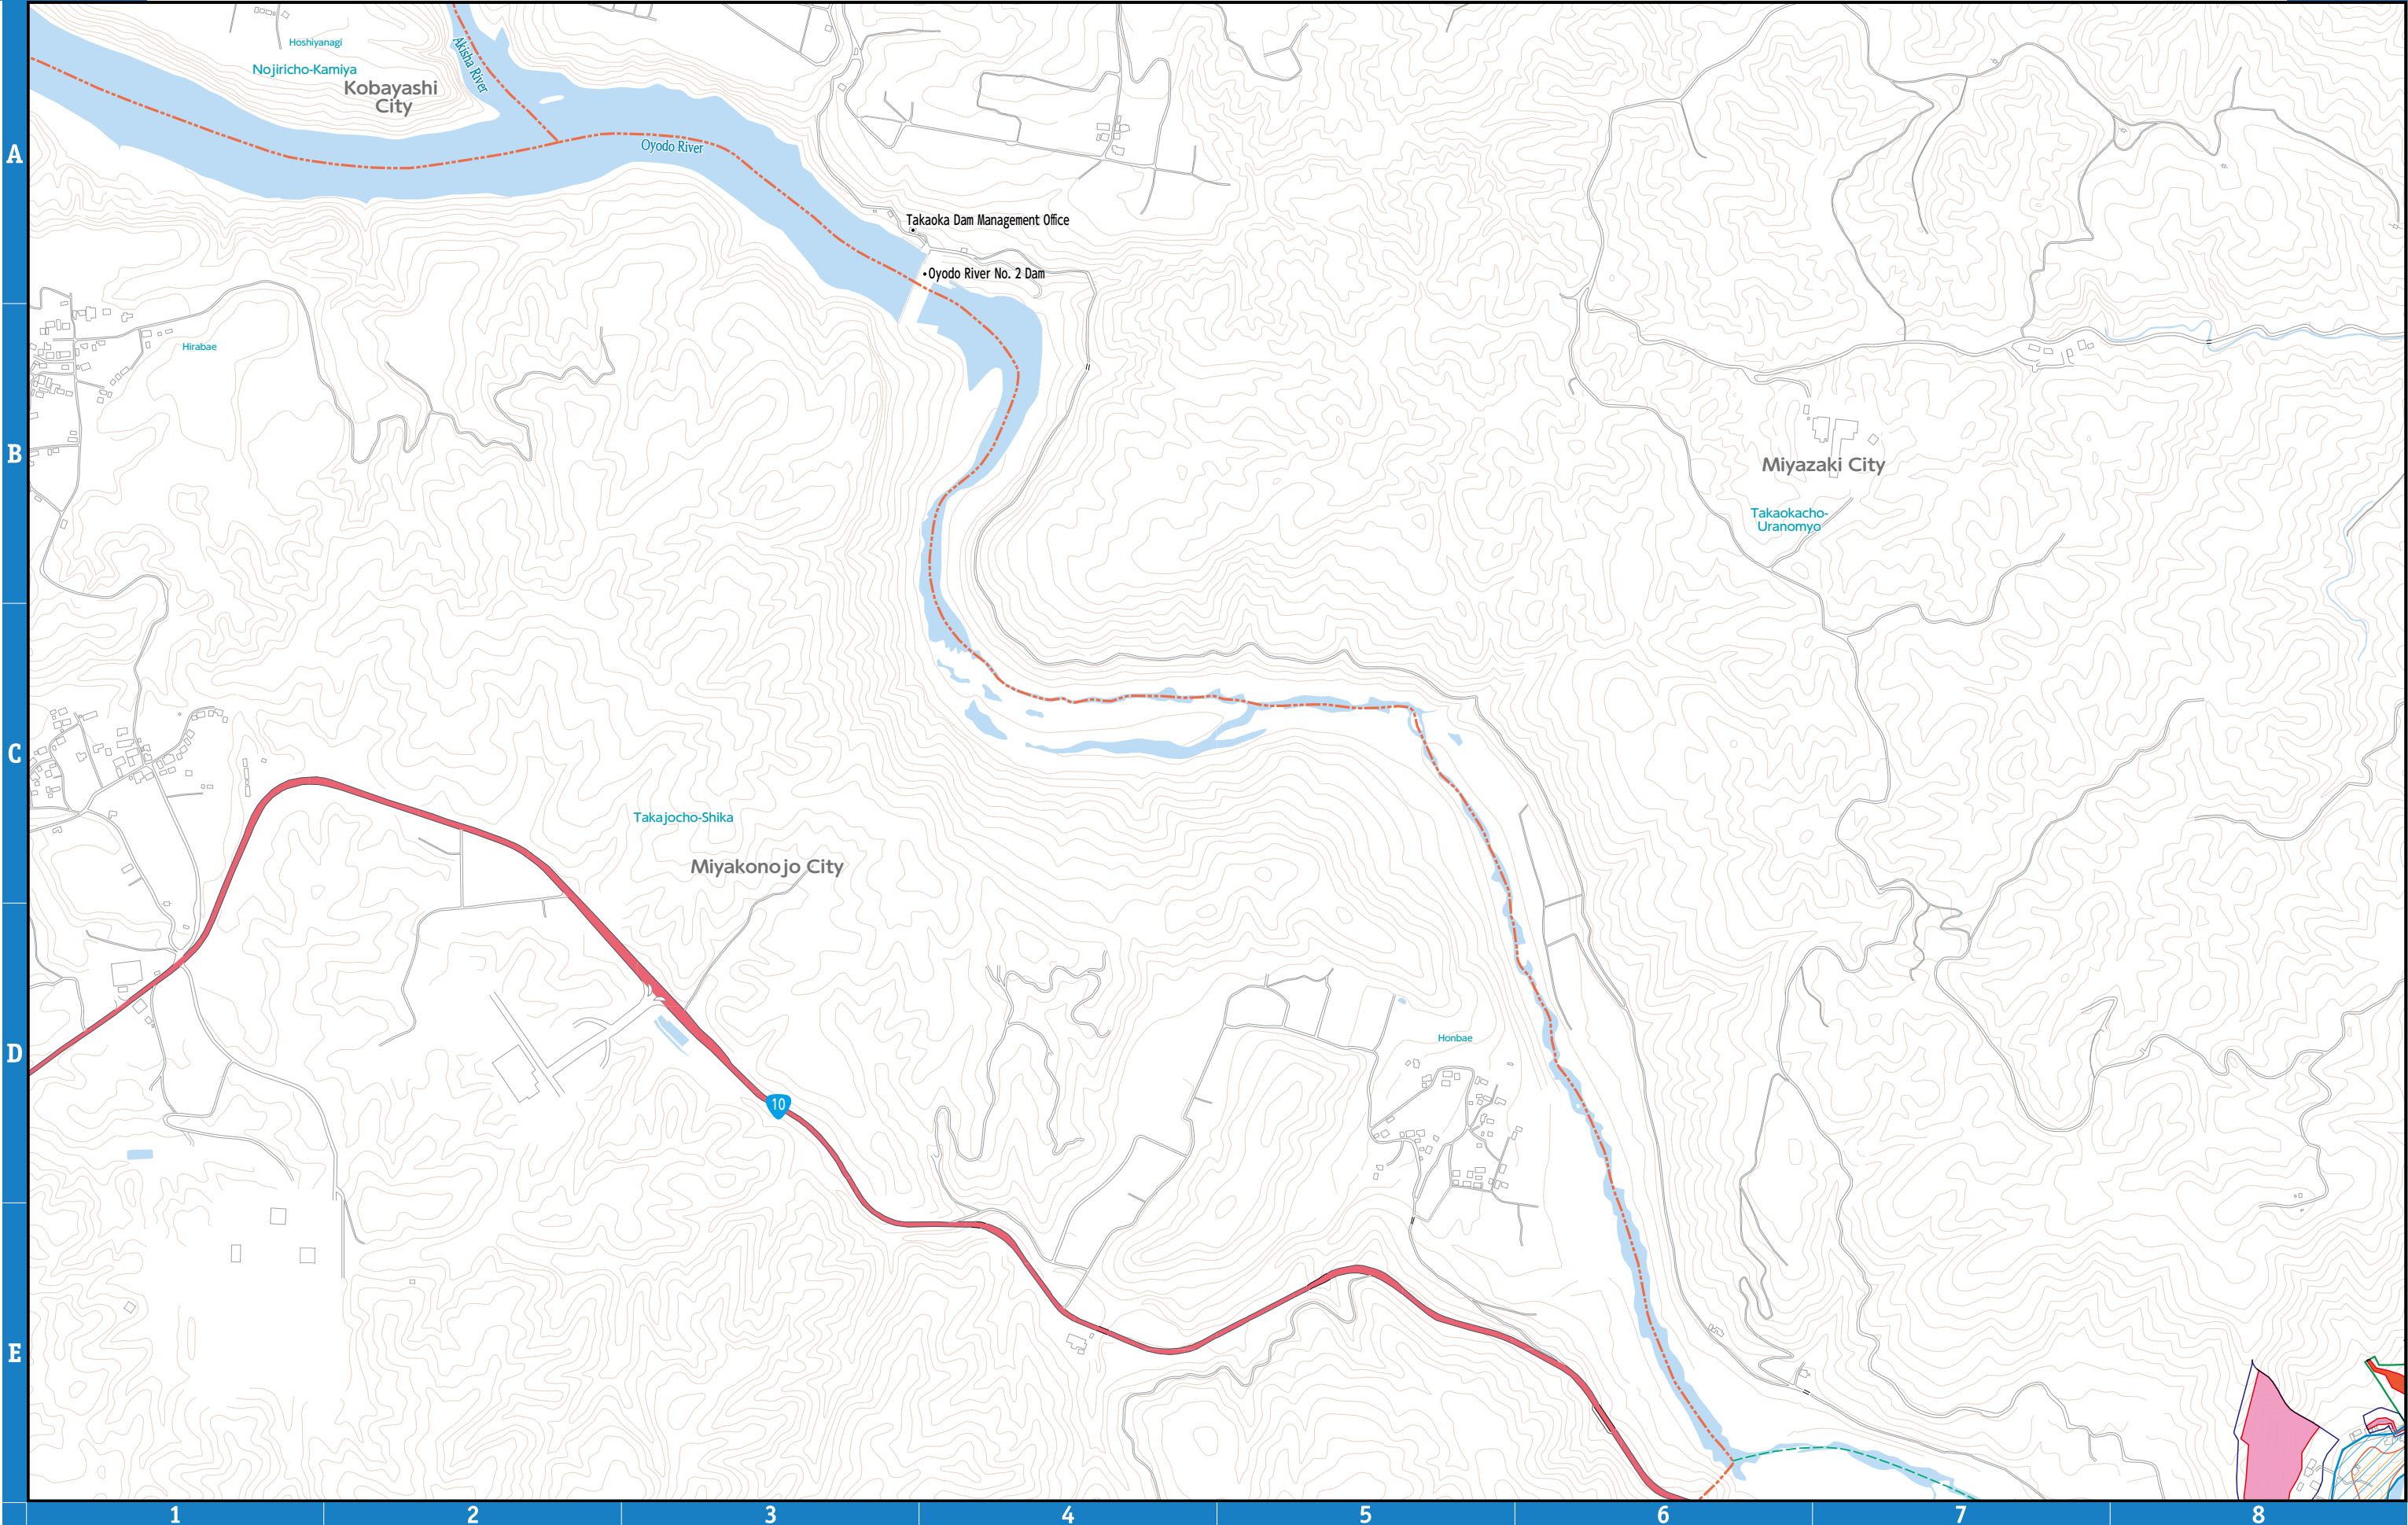 Hoshiyanagi
Nojiricho-Kamiya
Kobayashi
City
Akisha River
Oyodo River
A
Takaoka Dam Management Office
Oyodo River No. 2 Dam
Hirabae
B
Miyazaki City
Takaokacho-
Uranomyo
C
Takajocho-Shika
Miyakonojo City
Honbae
D
10
E
1
2
3
4
5
6
7
8